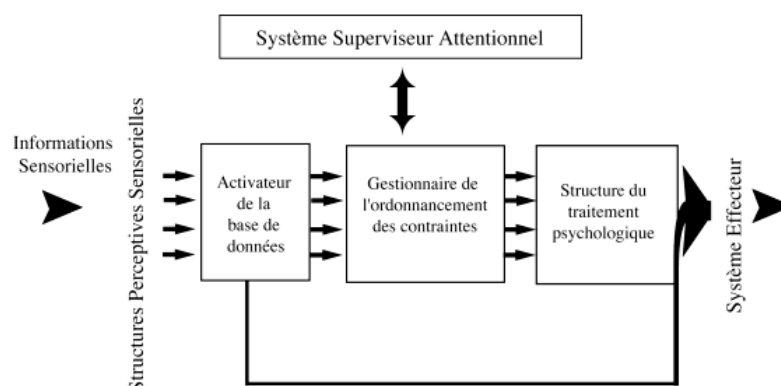 Système Superviseur Attentionnel
Informations
Sensorielles
Structures Perceptives Sensorielles
Activateur
de la
base de
données
Gestionnaire de
l'ordonnancement
des contraintes
Structure du
traitement
psychologique
Système Effecteur